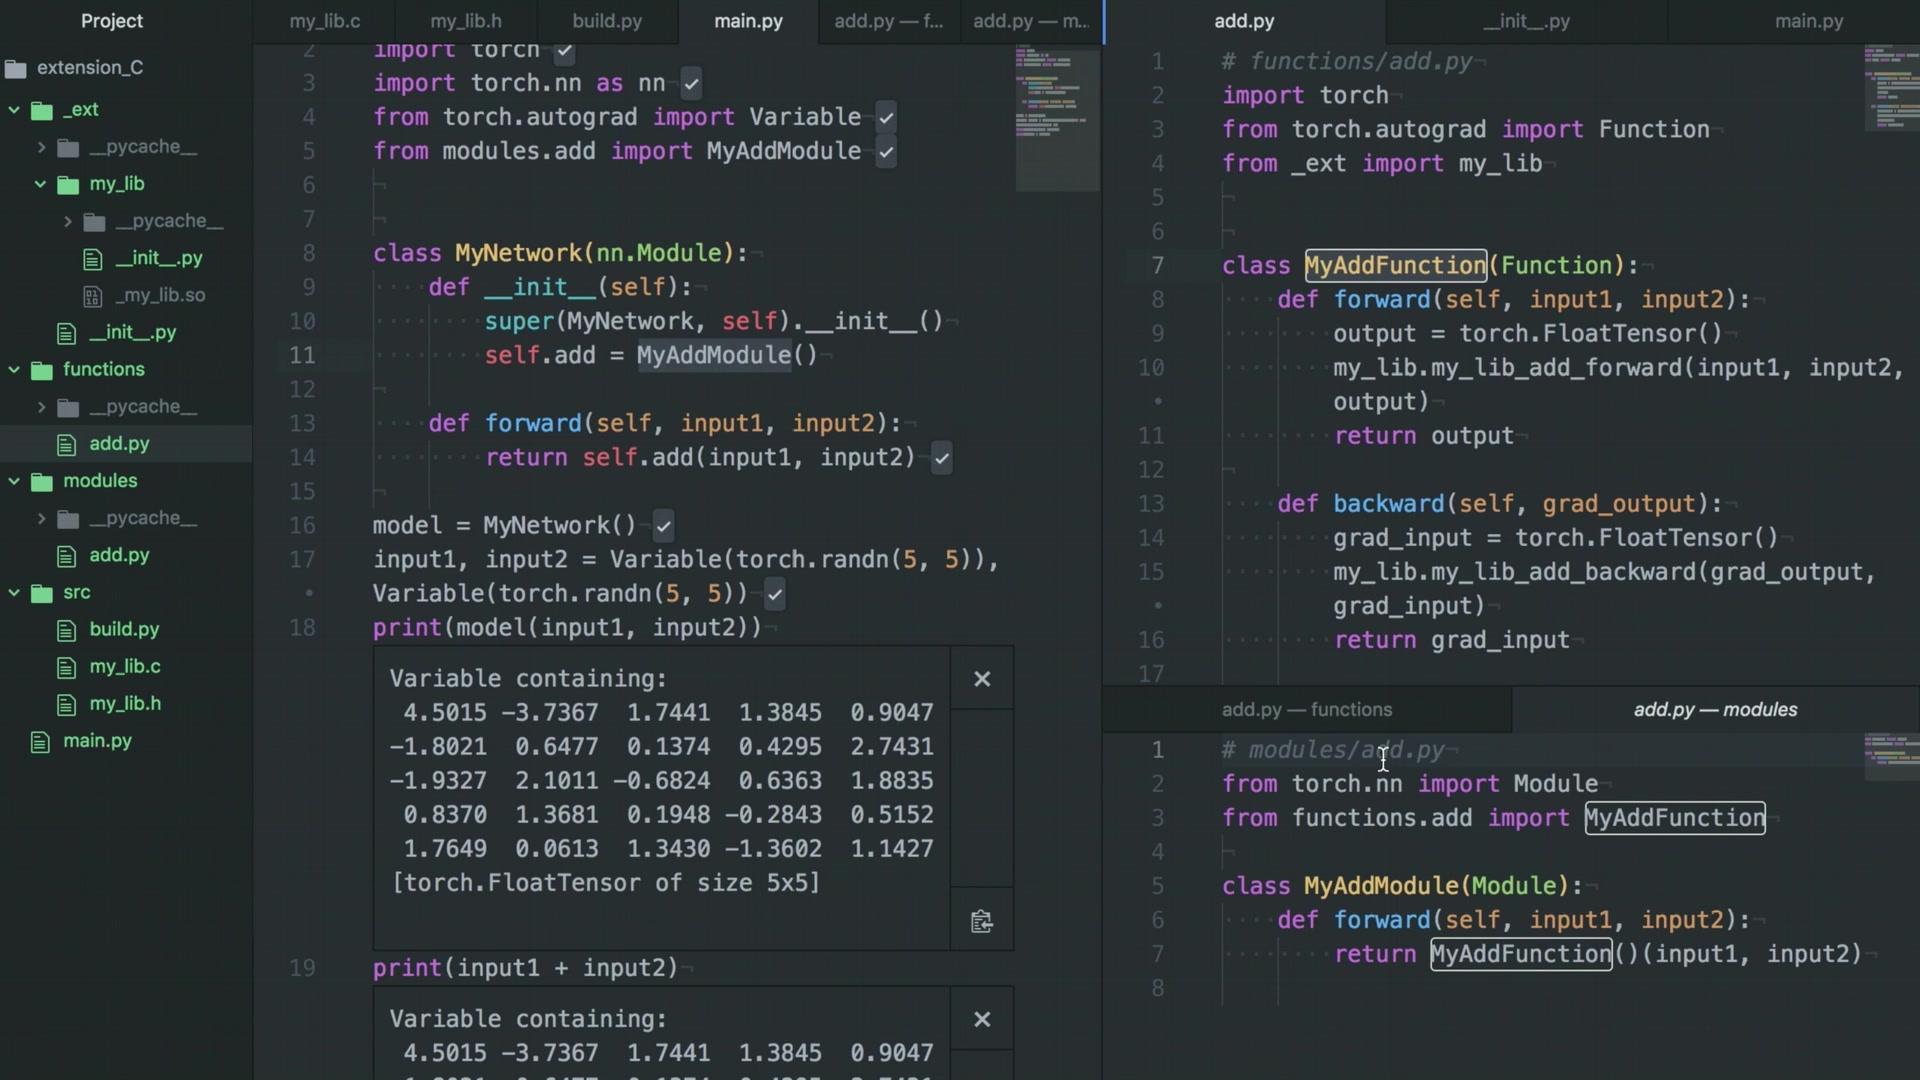 Project
extension_C
_ext
__pycache__
my_lib
__pycache__
__init__.py
_my_lib.so
__init__.py
functions
__pycache__
add.py
modules
__pycache__
add.py
src
build.py
my_lib.c
my_lib.h
main.py
my_lib.c
my_lib.h
build.py
main.py
add.py — f...
add.py — m...
2 import torch
3 import torch.nn as nn
4 from torch.autograd import Variable
5 from modules.add import MyAddModule
6
7
8 class MyNetwork(nn.Module):
9 def __init__(self):
10 super(MyNetwork, self).__init__()
11 self.add = MyAddModule()
12
13 def forward(self, input1, input2):
14 return self.add(input1, input2)
15
16 model = MyNetwork()
17 input1, input2 = Variable(torch.randn(5, 5)),
Variable(torch.randn(5, 5))
18 print(model(input1, input2))
Variable containing:
4.5015 -3.7367 1.7441 1.3845 0.9047
-1.8021 0.6477 0.1374 0.4295 2.7431
-1.9327 2.1011 -0.6824 0.6363 1.8835
0.8370 1.3681 0.1948 -0.2843 0.5152
1.7649 0.0613 1.3430 -1.3602 1.1427
[torch.FloatTensor of size 5x5]
19 print(input1 + input2)
Variable containing:
4.5015 -3.7367 1.7441 1.3845 0.9047
add.py
__init__.py
main.py
1 # functions/add.py
2 import torch
3 from torch.autograd import Function
4 from _ext import my_lib
5
6
7 class MyAddFunction(Function):
8 def forward(self, input1, input2):
9 output = torch.FloatTensor()
10 my_lib.my_lib_add_forward(input1, input2,
output)
11 return output
12
13 def backward(self, grad_output):
14 grad_input = torch.FloatTensor()
15 my_lib.my_lib_add_backward(grad_output,
grad_input)
16 return grad_input
17
add.py — functions
add.py — modules
1 # modules/add.py
2 from torch.nn import Module
3 from functions.add import MyAddFunction
4
5 class MyAddModule(Module):
6 def forward(self, input1, input2):
7 return MyAddFunction()(input1, input2)
8